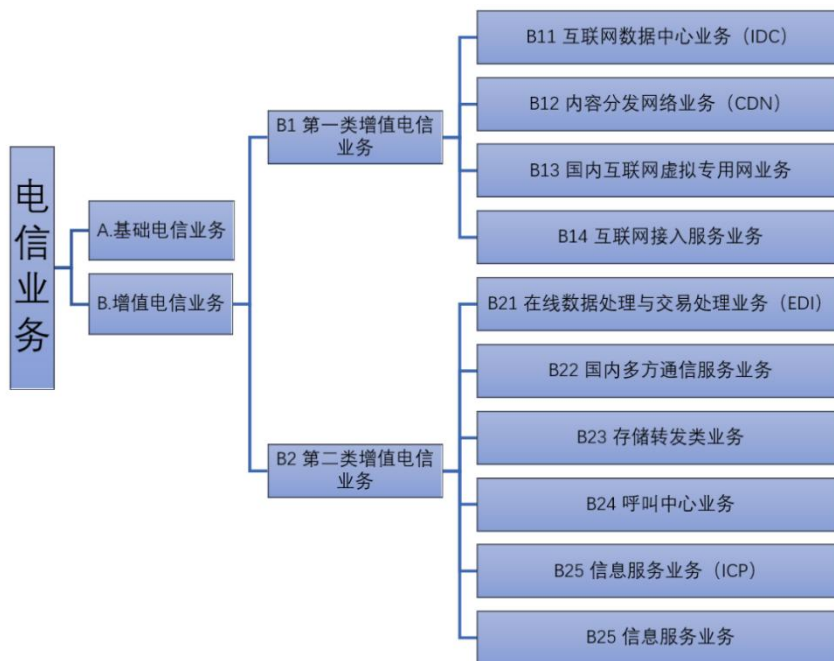 电信业务
A.基础电信业务
B.增值电信业务
B1 第一类增值电信
业务
B11 互联网数据中心业务（IDC）
B12 内容分发网络业务（CDN）
B13 国内互联网虚拟专用网业务
B14 互联网接入服务业务
B2 第二类增值电信
业务
B21 在线数据处理与交易处理业务（EDI）
B22 国内多方通信服务业务
B23 存储转发类业务
B24 呼叫中心业务
B25 信息服务业务（ICP）
B25 信息服务业务